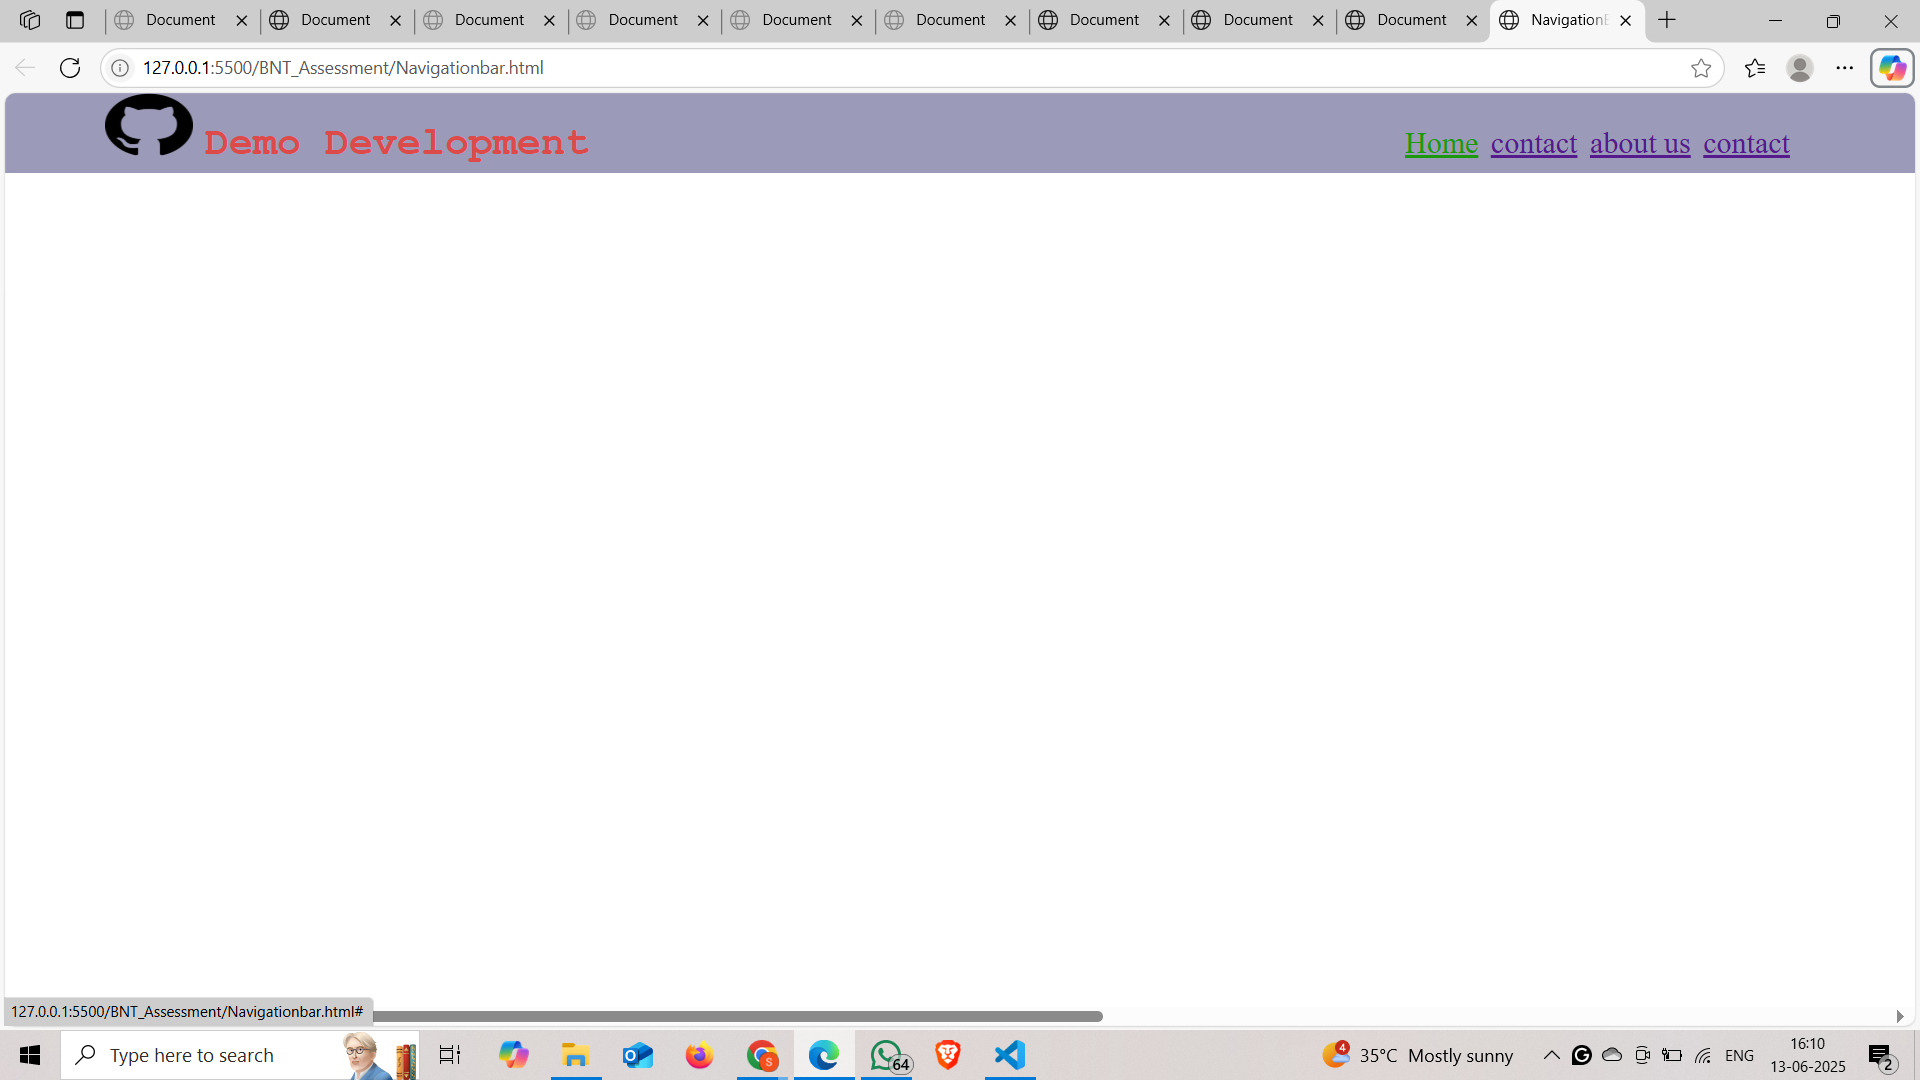 Document
Document
Document
Document
Document
Document
Document
Document
Document
Navigation
127.0.0.1:5500/BNT_Assessment/Navigationbar.html
Demo Development
Home contact about us contact
127.0.0.1:5500/BNT_Assessment/Navigationbar.html#
Type here to search
S
64
4
35°C Mostly sunny
ENG
16:10
13-06-2025
2